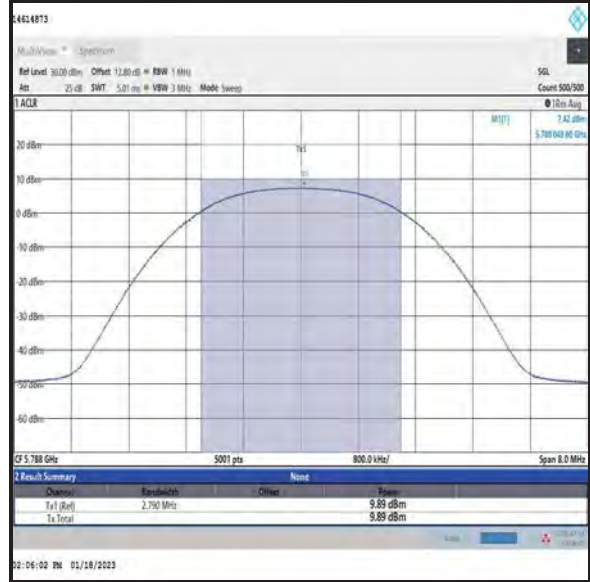 14614873
MultiView Spectrum
Ref Level 30.00 dBm Offset 12.80 dB RBW 1 MHz SGL
Att 25 dB SWT 5.01 ms VBW 3 MHz Mode Sweep Count 500/500
1 ACLR 1Rm Avg
M1[1] 7.42 dBm
GHz
20 dBm
Tx1
10 dBm
0 dBm
-10 dBm
-20 dBm
-30 dBm
-40 dBm
-50 dBm
-60 dBm
CF 5.788 GHz 5001 pts 800.0 kHz/ Span 8.0 MHz
2 Result Summary None
Channel Bandwidth Offset Power
Tx1 (Ref) 2.790 MHz 9.89 dBm
Tx Total 9.89 dBm
02:06:02 PM 01/18/2023